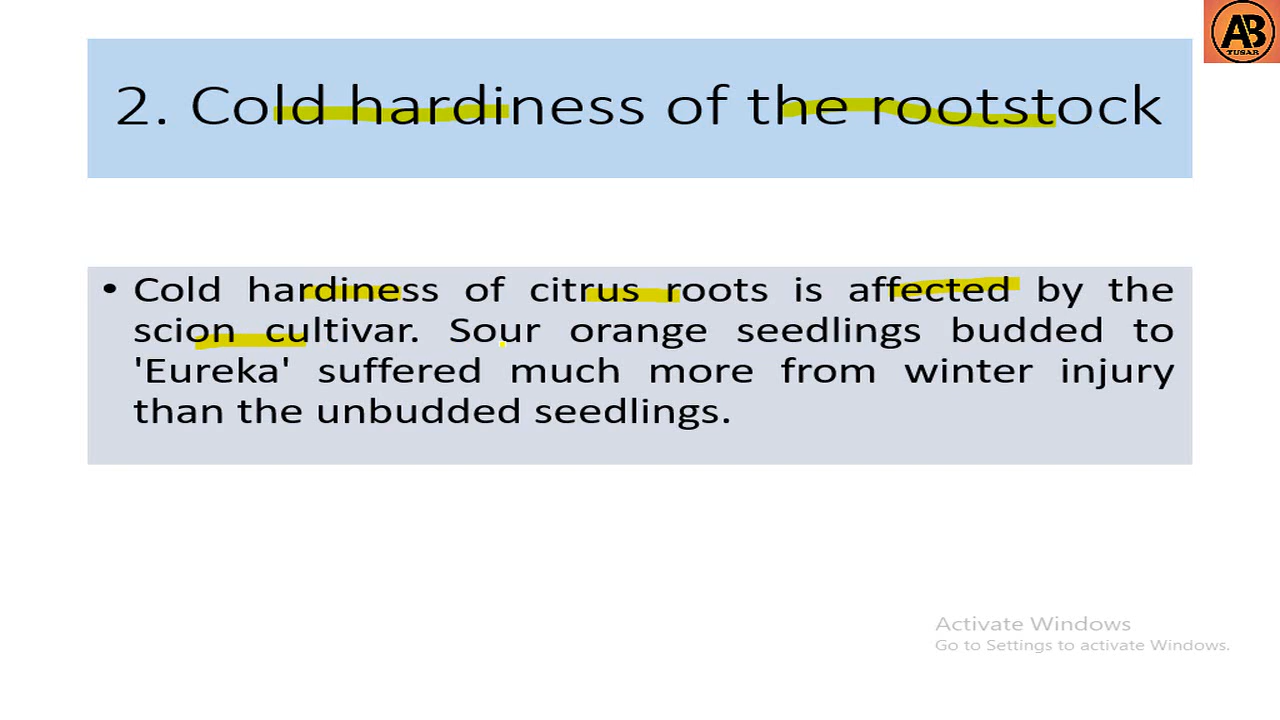 AB
TUSAR
2. Cold hardiness of the rootstock
• Cold hardiness of citrus roots is affected by the
scion cultivar. Sour orange seedlings budded to
'Eureka' suffered much more from winter injury
than the unbudded seedlings.
Activate Windows
Go to Settings to activate Windows.